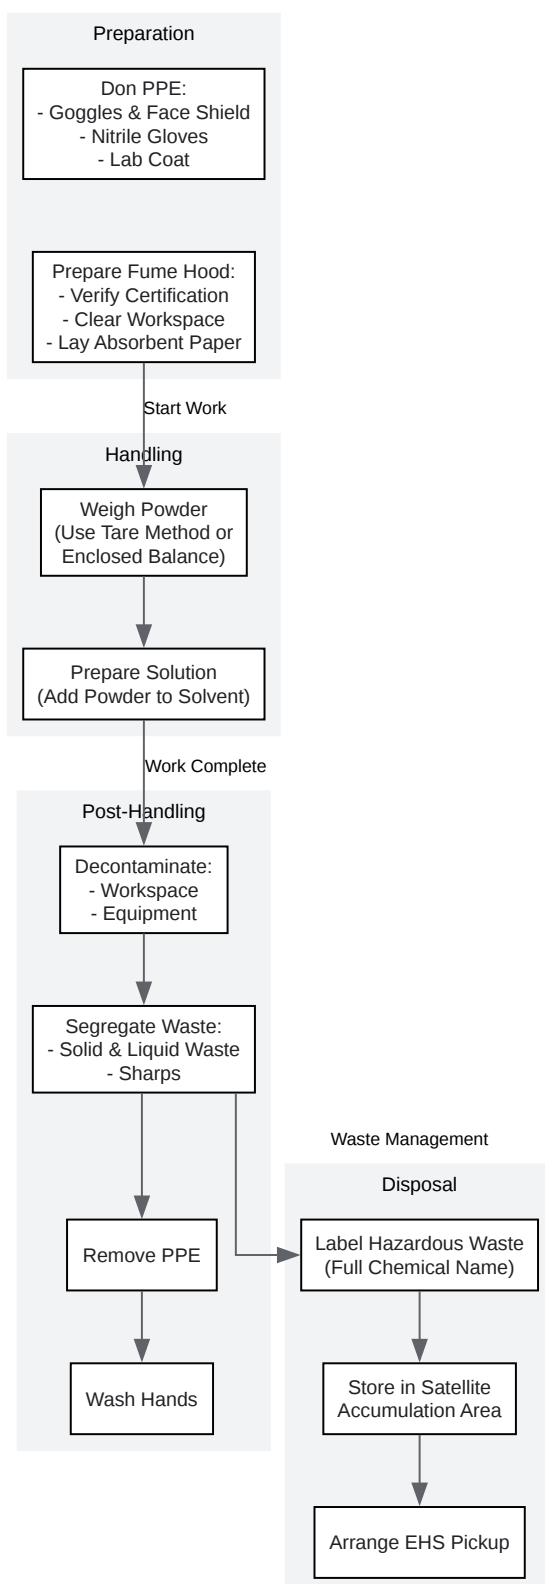 Preparation
Don PPE:
- Goggles & Face Shield
- Nitrile Gloves
- Lab Coat
Prepare Fume Hood:
- Verify Certification
- Clear Workspace
- Lay Absorbent Paper
Start Work
Handling
Weigh Powder
(Use Tare Method or
Enclosed Balance)
Prepare Solution
(Add Powder to Solvent)
Work Complete
Post-Handling
Decontaminate:
- Workspace
- Equipment
Segregate Waste:
- Solid & Liquid Waste
- Sharps
Remove PPE
Wash Hands
Waste Management
Disposal
Label Hazardous Waste
(Full Chemical Name)
Store in Satellite
Accumulation Area
Arrange EHS Pickup